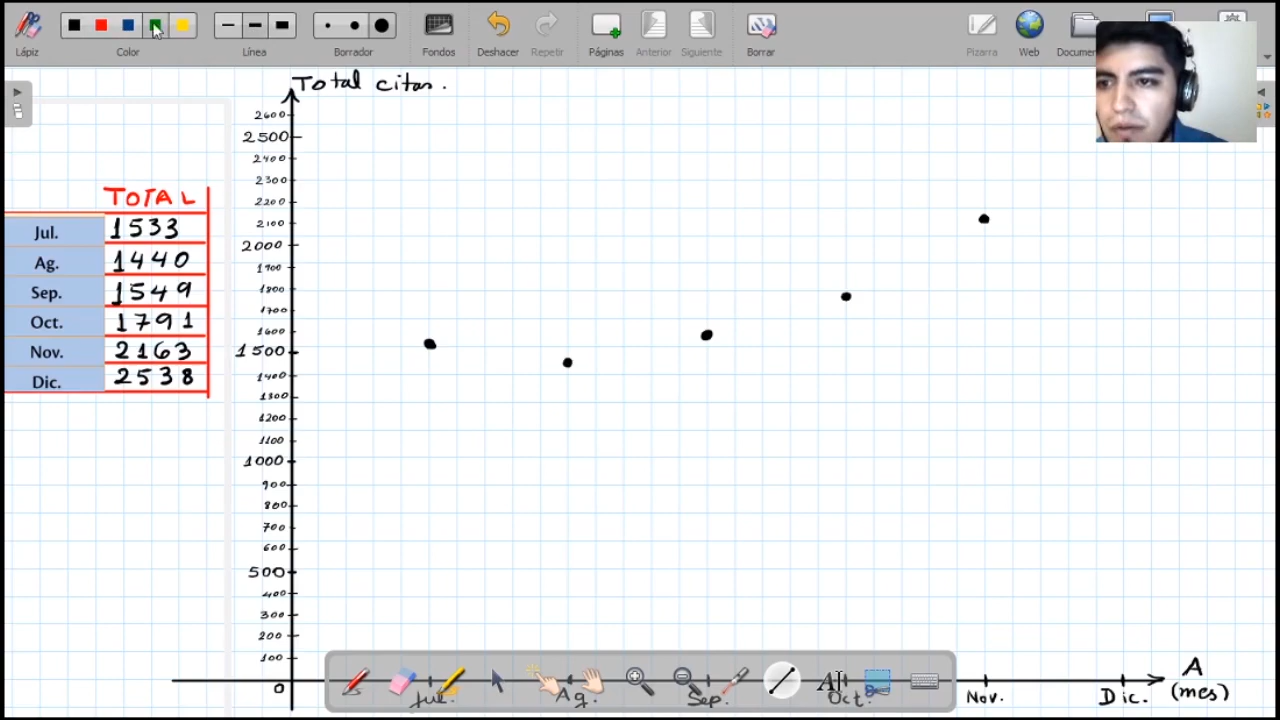 Lápiz
Color
Línea
Borrador
Fondos
Deshacer
Repetir
Páginas
Anterior
Siguiente
Borrar
Pizarra
Web
Total citas.
2600
2500
2400
2300
2200
2100
2000
1900
1800
1700
1600
1500
1400
1300
1200
1100
1000
900
800
700
600
500
400
300
200
100
0
TOTAL
Jul. 1533
Ag. 1440
Sep. 1549
Oct. 1791
Nov. 2163
Dic. 2538
Jul. Ag. Sep. Oct. Nov. Dic.
A
(mes)